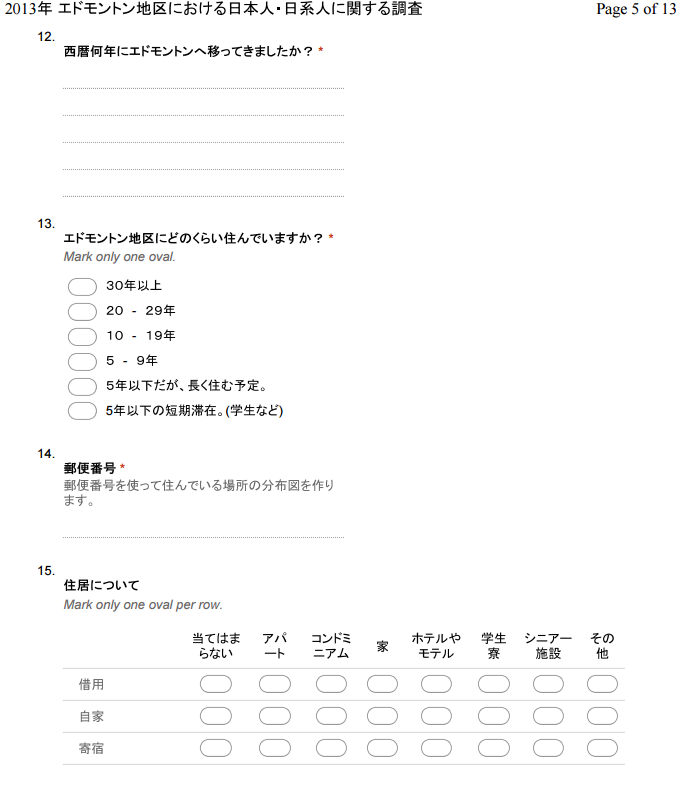 2013年 エドモントン地区における日本人・日系人に関する調査
Page 5 of 13
12.
西暦何年にエドモントンへ移ってきましたか？ *
13.
エドモントン地区にどのくらい住んでいますか？ *
Mark only one oval.
30年以上
20 - 29年
10 - 19年
5 - 9年
5年以下だが、長く住む予定。
5年以下の短期滞在。(学生など)
14.
郵便番号 *
郵便番号を使って住んでいる場所の分布図を作り
ます。
15.
住居について
Mark only one oval per row.
当てはま
らない
アパ
ート
コンドミ
ニアム
家
ホテルや
モテル
学生
寮
シニアー
施設
その
他
借用
自家
寄宿